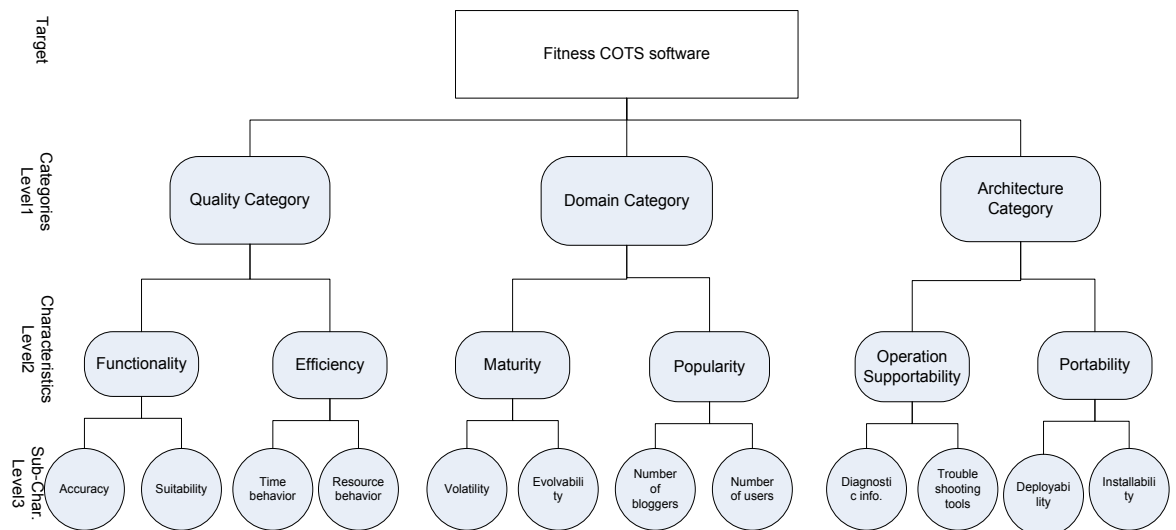 Target
Fitness COTS software
Categories
Level1
Quality Category
Domain Category
Architecture
Category
Characteristics
Level2
Functionality
Efficiency
Maturity
Popularity
Operation
Supportability
Portability
Sub-Char.
Level3
Accuracy
Suitability
Time
behavior
Resource
behavior
Volatility
Evolvabili
ty
Number
of
bloggers
Number
of users
Diagnosti
c info.
Trouble
shooting
tools
Deployabi
lity
Installabi
ity